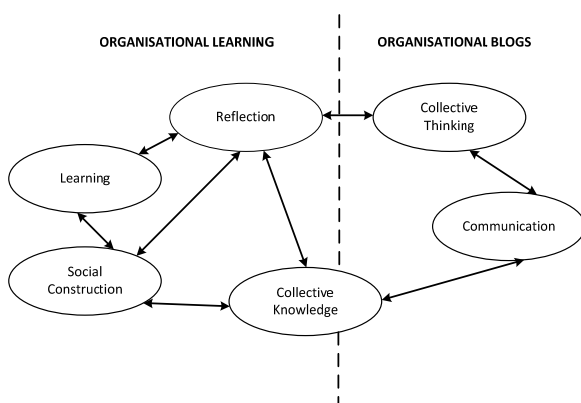 ORGANISATIONAL LEARNING
ORGANISATIONAL BLOGS
Reflection
Collective
Thinking
Learning
Communication
Social
Construction
Collective
Knowledge